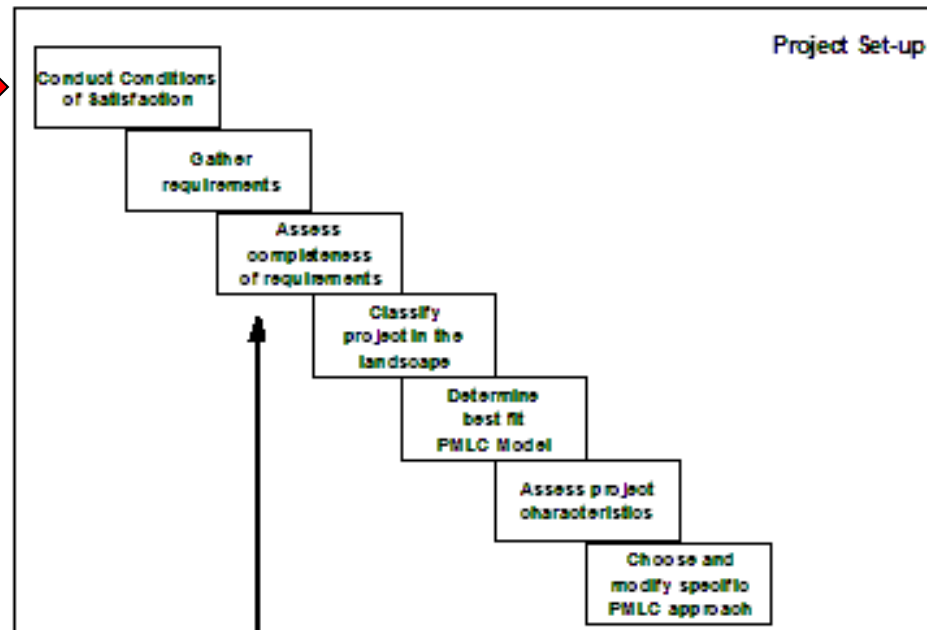 Project Set-up
Conduct Conditions
of Satisfaction
Gather
requirements
Assess
completeness
of requirements
Classify
project in the
landscape
Determine
best fit
PMLC Model
Assess project
characteristics
Choose and
modify specific
PMLC approach